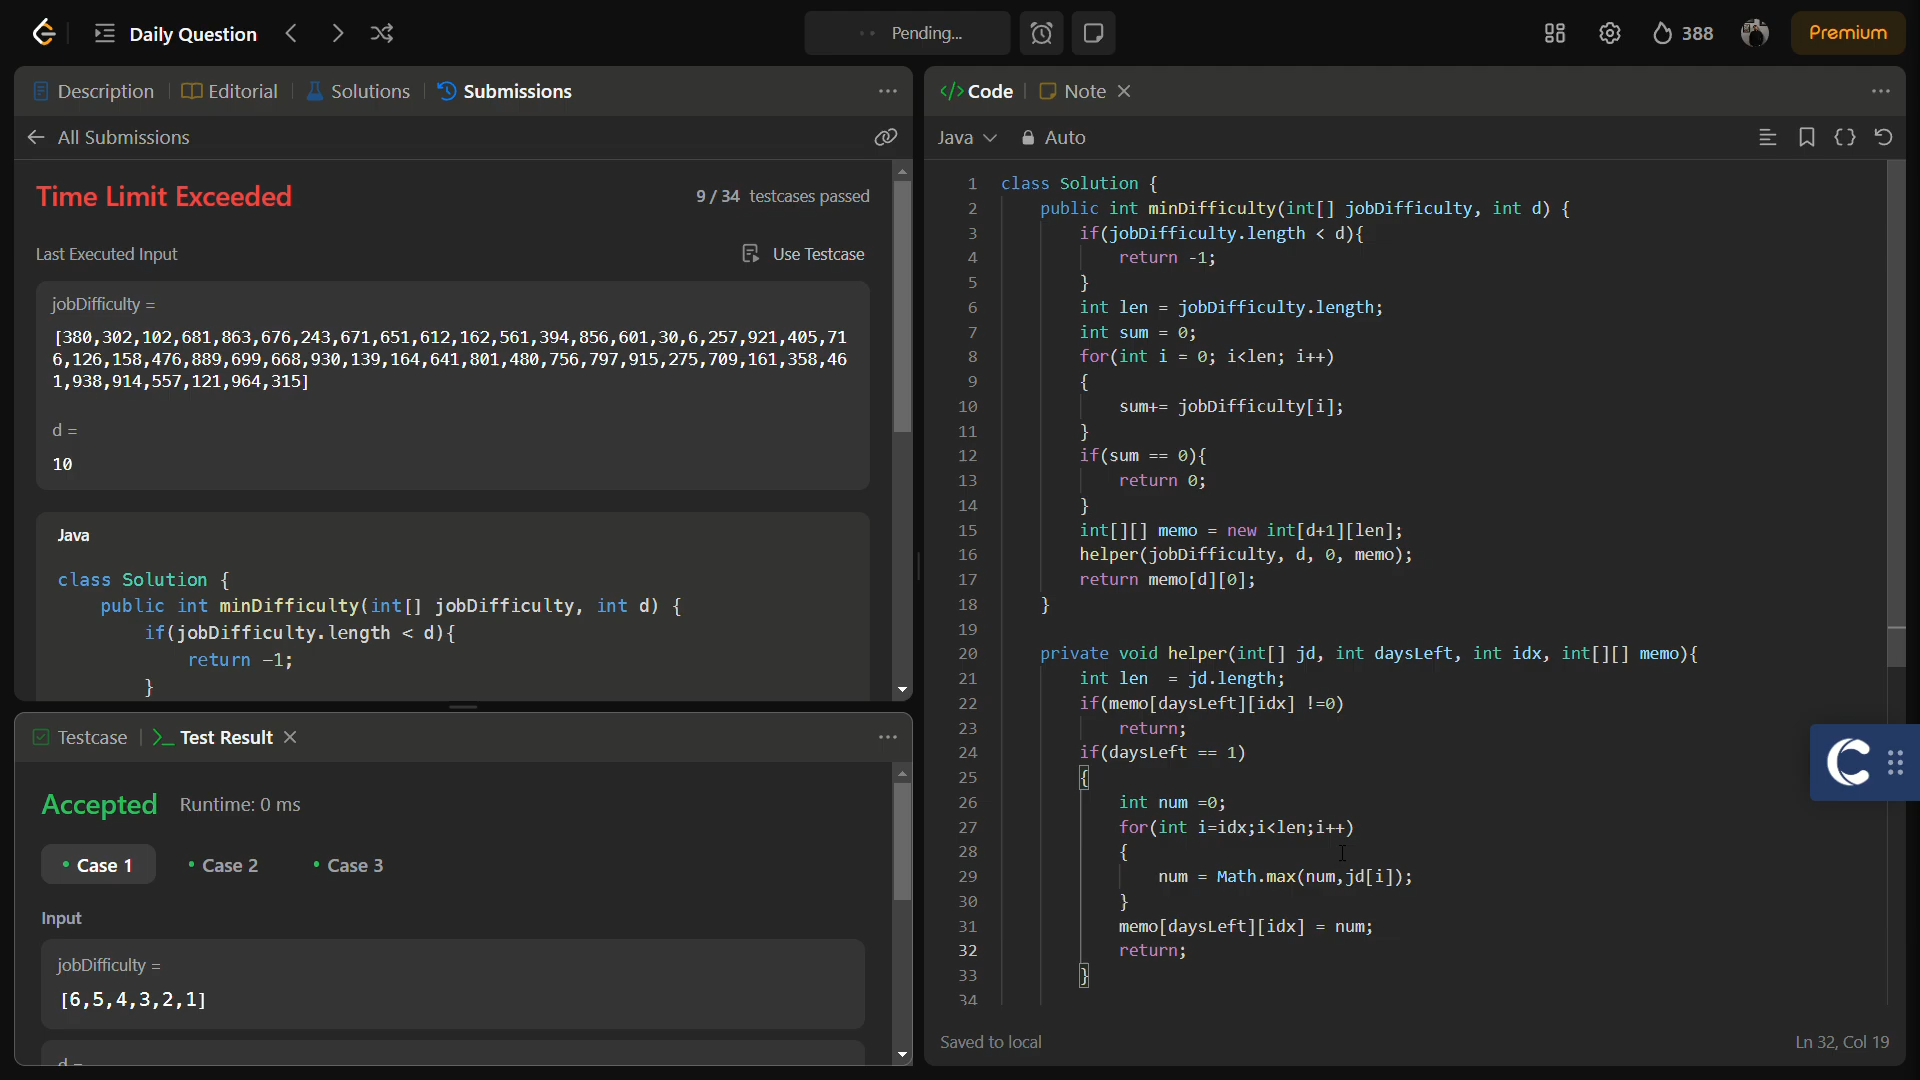 Daily Question
Pending...
388
Premium
Description
Editorial
Solutions
Submissions
All Submissions
Time Limit Exceeded
9 / 34 testcases passed
Last Executed Input
Use Testcase
jobDifficulty =
[380,302,102,681,863,676,243,671,651,612,162,561,394,856,601,30,6,257,921,405,71
6,126,158,476,889,699,668,930,139,164,641,801,480,756,797,915,275,709,161,358,46
1,938,914,557,121,964,315]
d =
10
Java
class Solution {
public int minDifficulty(int[] jobDifficulty, int d) {
if(jobDifficulty.length < d){
return -1;
}
Testcase
Test Result
Accepted
Runtime: 0 ms
Case 1
Case 2
Case 3
Input
jobDifficulty =
[6,5,4,3,2,1]
d =
</> Code
Note
Java
Auto
1 class Solution {
2 public int minDifficulty(int[] jobDifficulty, int d) {
3 if(jobDifficulty.length < d){
4 return -1;
5 }
6 int len = jobDifficulty.length;
7 int sum = 0;
8 for(int i = 0; i<len; i++)
9 {
10 sum+= jobDifficulty[i];
11 }
12 if(sum == 0){
13 return 0;
14 }
15 int[][] memo = new int[d+1][len];
16 helper(jobDifficulty, d, 0, memo);
17 return memo[d][0];
18 }
19
20 private void helper(int[] jd, int daysLeft, int idx, int[][] memo){
21 int len  = jd.length;
22 if(memo[daysLeft][idx] !=0)
23 return;
24 if(daysLeft == 1)
25 {
26 int num =0;
27 for(int i=idx;i<len;i++)
28 {
29 num = Math.max(num,jd[i]);
30 }
31 memo[daysLeft][idx] = num;
32 return;
33 }
34
Saved to local
Ln 32, Col 19